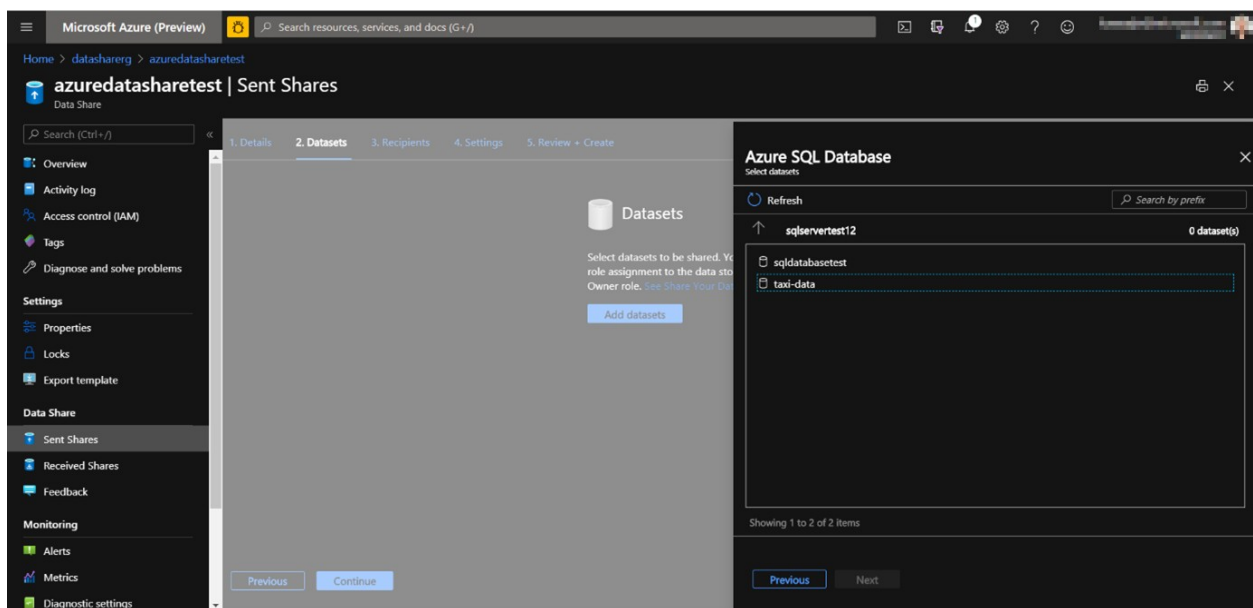 Microsoft Azure (Preview)
Search resources, services, and docs (G+/)
1
Home > datasharerg > azuredatasharetest
azuredatasharetest | Sent Shares
Data Share
Search (Ctrl+/)
Overview
Activity log
Access control (IAM)
Tags
Diagnose and solve problems
Settings
Properties
Locks
Export template
Data Share
Sent Shares
Received Shares
Feedback
Monitoring
Alerts
Metrics
Diagnostic settings
1. Details 2. Datasets 3. Recipients 4. Settings 5. Review + Create
Datasets
Select datasets to be shared. Yo
role assignment to the data sto
Owner role. See Share Your Dat
Add datasets
Previous Continue
Azure SQL Database
Select datasets
Refresh
Search by prefix
sqlservertest12 0 dataset(s)
sqldatabasetest
taxi-data
Showing 1 to 2 of 2 items
Previous Next